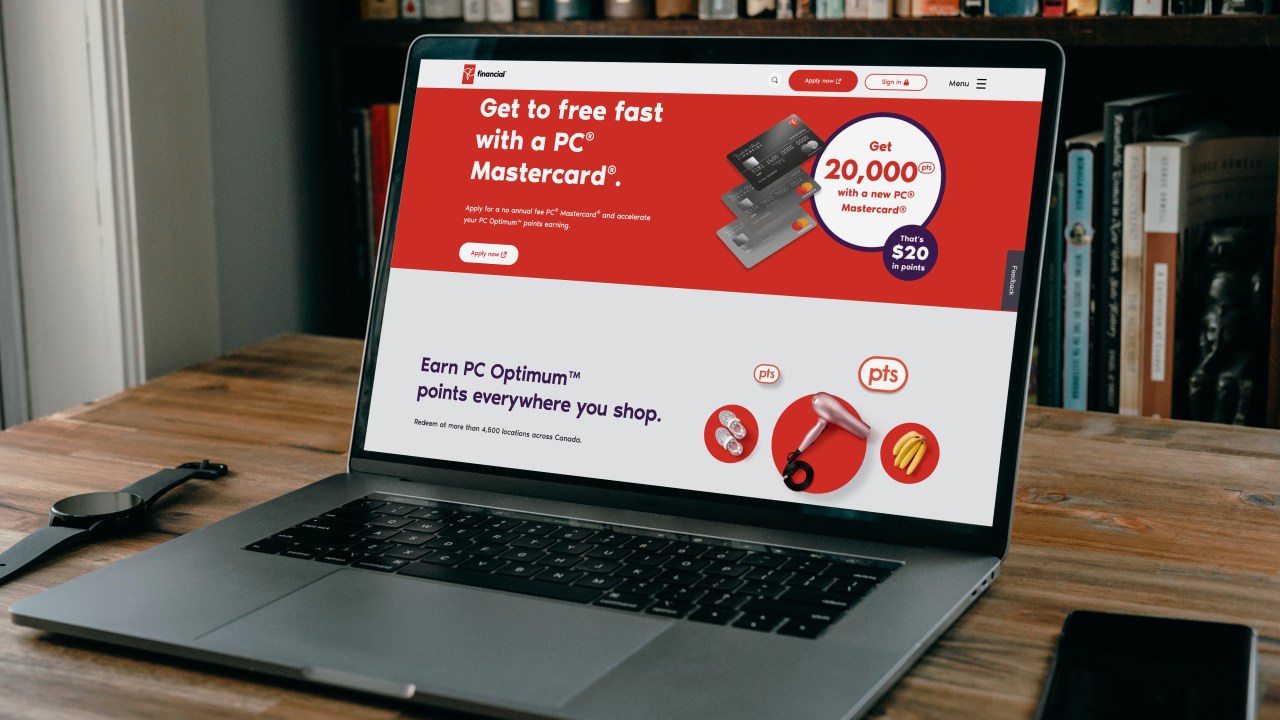 financial
Apply now
Sign in
Menu
Get to free fast
with a PC®
Mastercard®.
Apply for a no annual fee PC® Mastercard® and accelerate
your PC Optimum™ points earning.
Apply now
Get
20,000 pts
with a new PC®
Mastercard®
That's
$20
in points
Feedback
Earn PC Optimum™
points everywhere you shop.
Redeem at more than 4,500 locations across Canada.
pts
pts